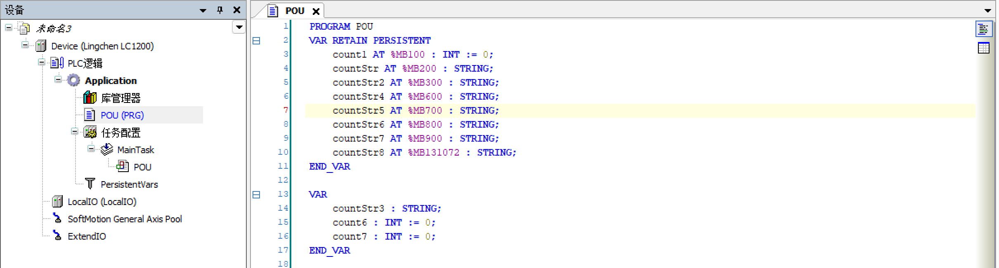 设备
未命名3
Device (Lingchen LC1200)
PLC逻辑
Application
库管理器
POU (PRG)
任务配置
MainTask
POU
PersistentVars
LocalIO (LocalIO)
SoftMotion General Axis Pool
ExtendIO
POU
1 PROGRAM POU
2 VAR RETAIN PERSISTENT
3 count1 AT %MB100 : INT := 0;
4 countStr AT %MB200 : STRING;
5 countStr2 AT %MB300 : STRING;
6 countStr4 AT %MB600 : STRING;
7 countStr5 AT %MB700 : STRING;
8 countStr6 AT %MB800 : STRING;
9 countStr7 AT %MB900 : STRING;
10 countStr8 AT %MB131072 : STRING;
11 END_VAR
12
13 VAR
14 countStr3 : STRING;
15 count6 : INT := 0;
16 count7 : INT := 0;
17 END_VAR
18